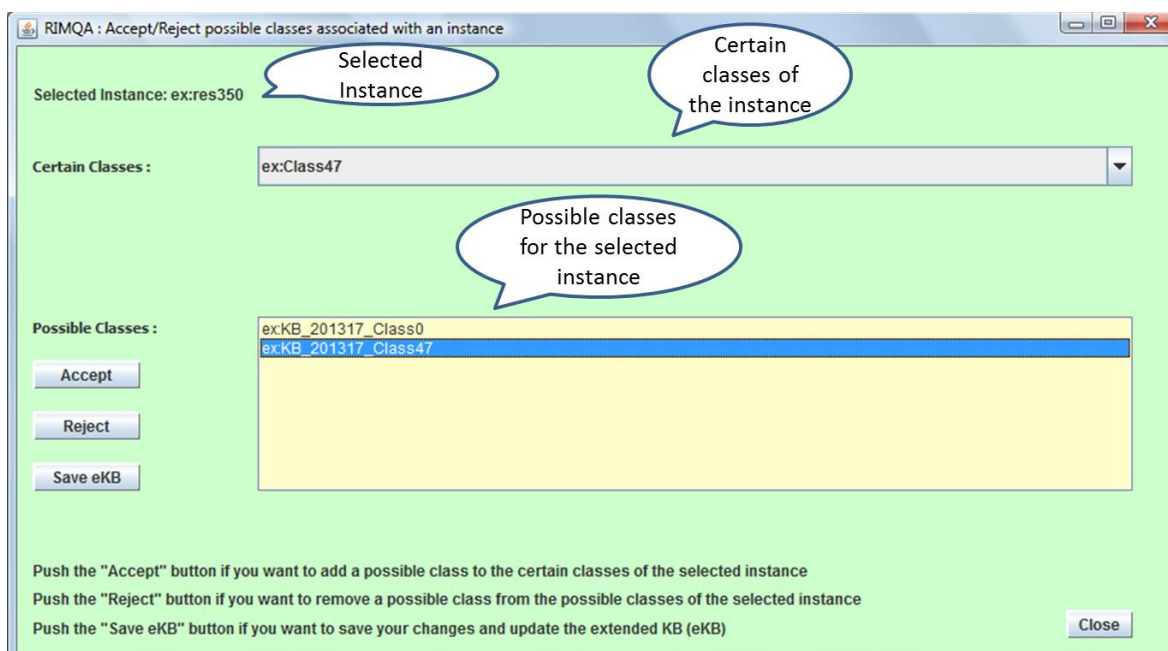 RIMQA : Accept/Reject possible classes associated with an instance
Selected
Instance
Certain
classes of
the instance
Selected Instance: ex:res350
Certain Classes :
ex:Class47
Possible classes
for the selected
instance
Possible Classes :
ex:KB_201317_Class0
ex:KB_201317_Class47
Accept
Reject
Save eKB
Push the "Accept" button if you want to add a possible class to the certain classes of the selected instance
Push the "Reject" button if you want to remove a possible class from the possible classes of the selected instance
Push the "Save eKB" button if you want to save your changes and update the extended KB (eKB)
Close